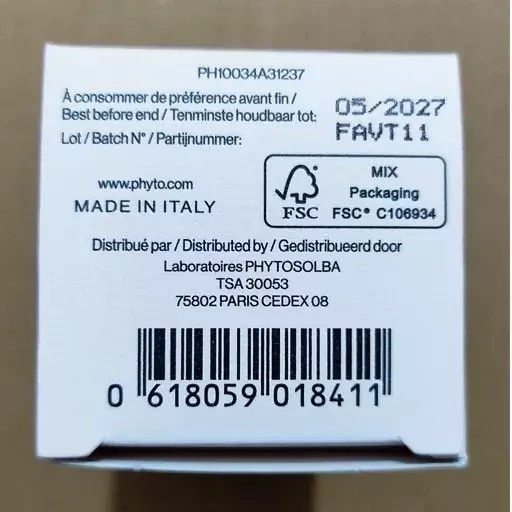 PH10034A31237
À consommer de préférence avant fin /
Best before end / Tenminste houdbaar tot: 05/2027
Lot / Batch N° / Partijnummer: FAVT11
www.phyto.com
MADE IN ITALY
FSC
MIX
Packaging
FSC® C106934
Distribué par / Distributed by / Gedistribueerd door
Laboratoires PHYTOSOLBA
TSA 30053
75802 PARIS CEDEX 08
0 618059 018411